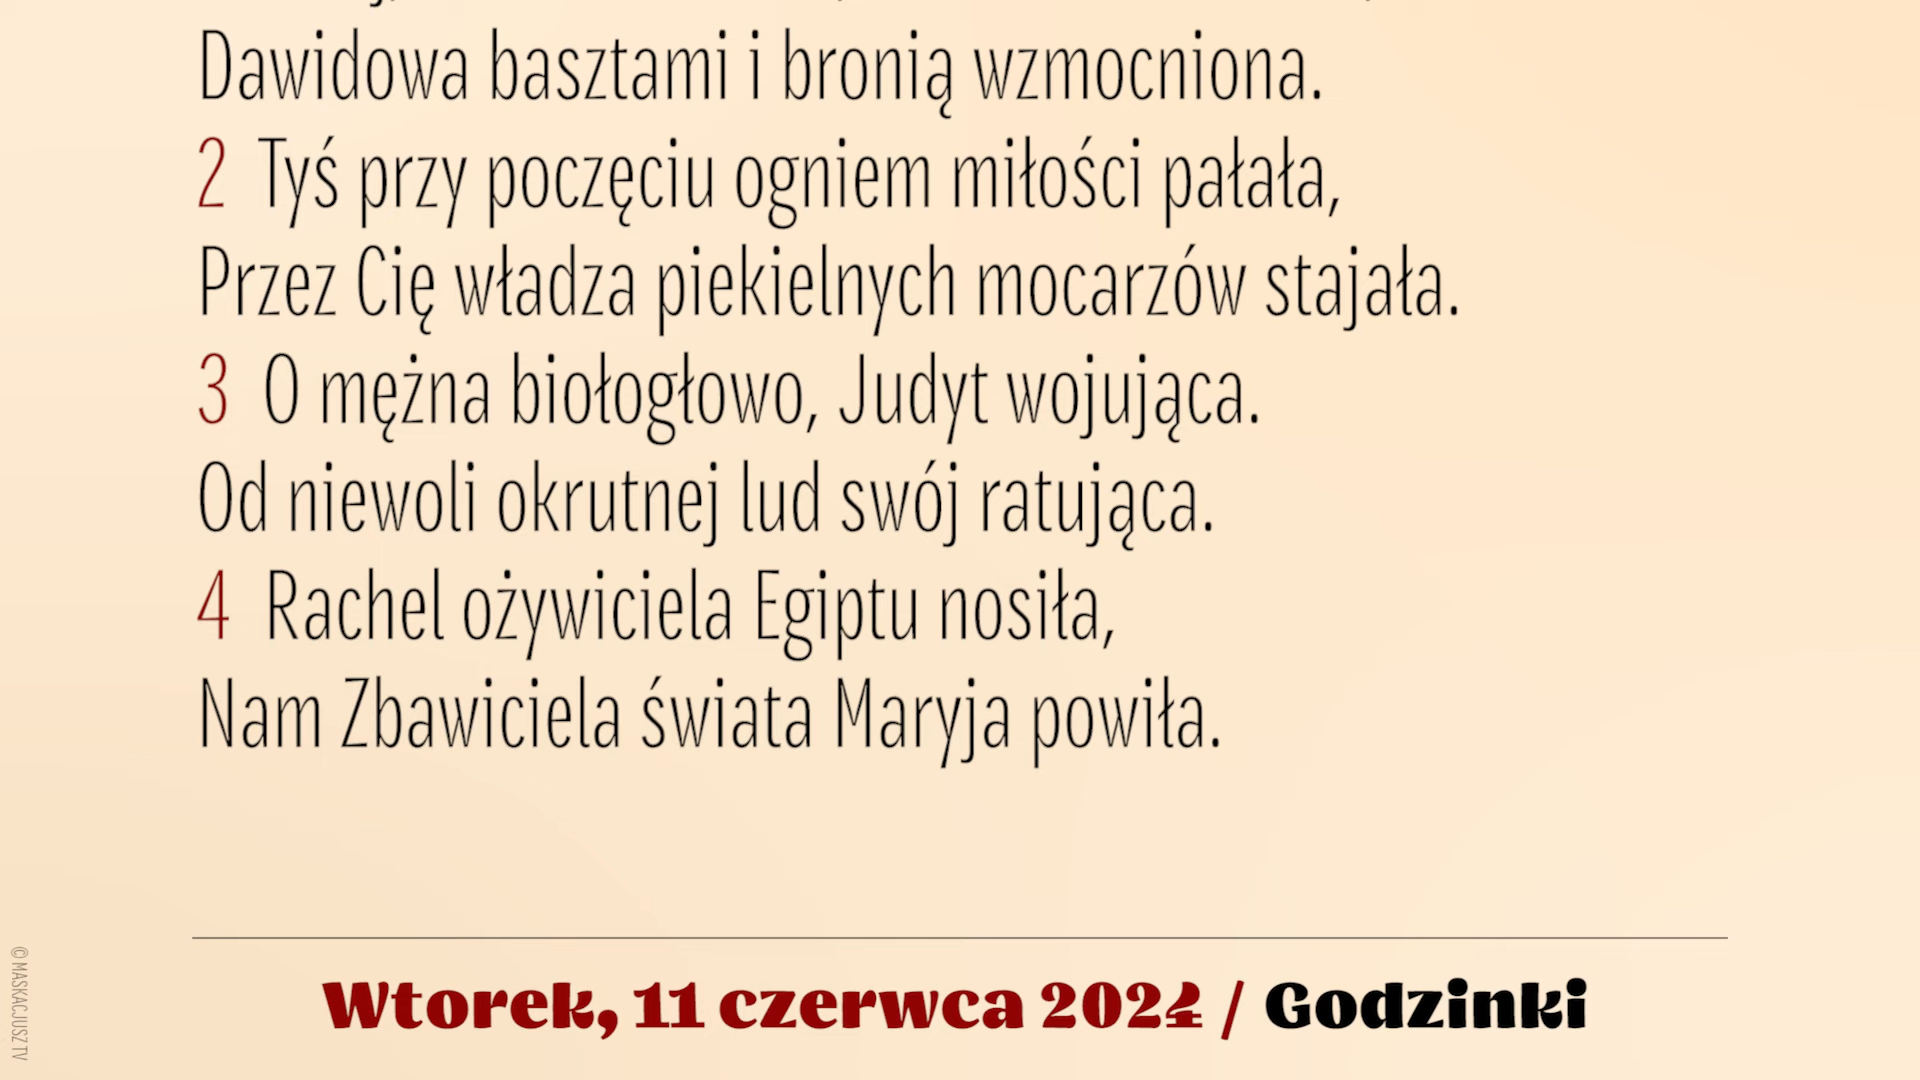 Dawidowa basztami i bronią wzmocniona.
2 Tyś przy poczęciu ogniem miłości pałała,
Przez Cię władza piekielnych mocarzów stajała.
3 O mężna biołogłowo, Judyt wojująca.
Od niewoli okrutnej lud swój ratująca.
4 Rachel ożywiciela Egiptu nosiła,
Nam Zbawiciela świata Maryja powiła.
Wtorek, 11 czerwca 2024 / Godzinki
© MASKACJUSZ TV